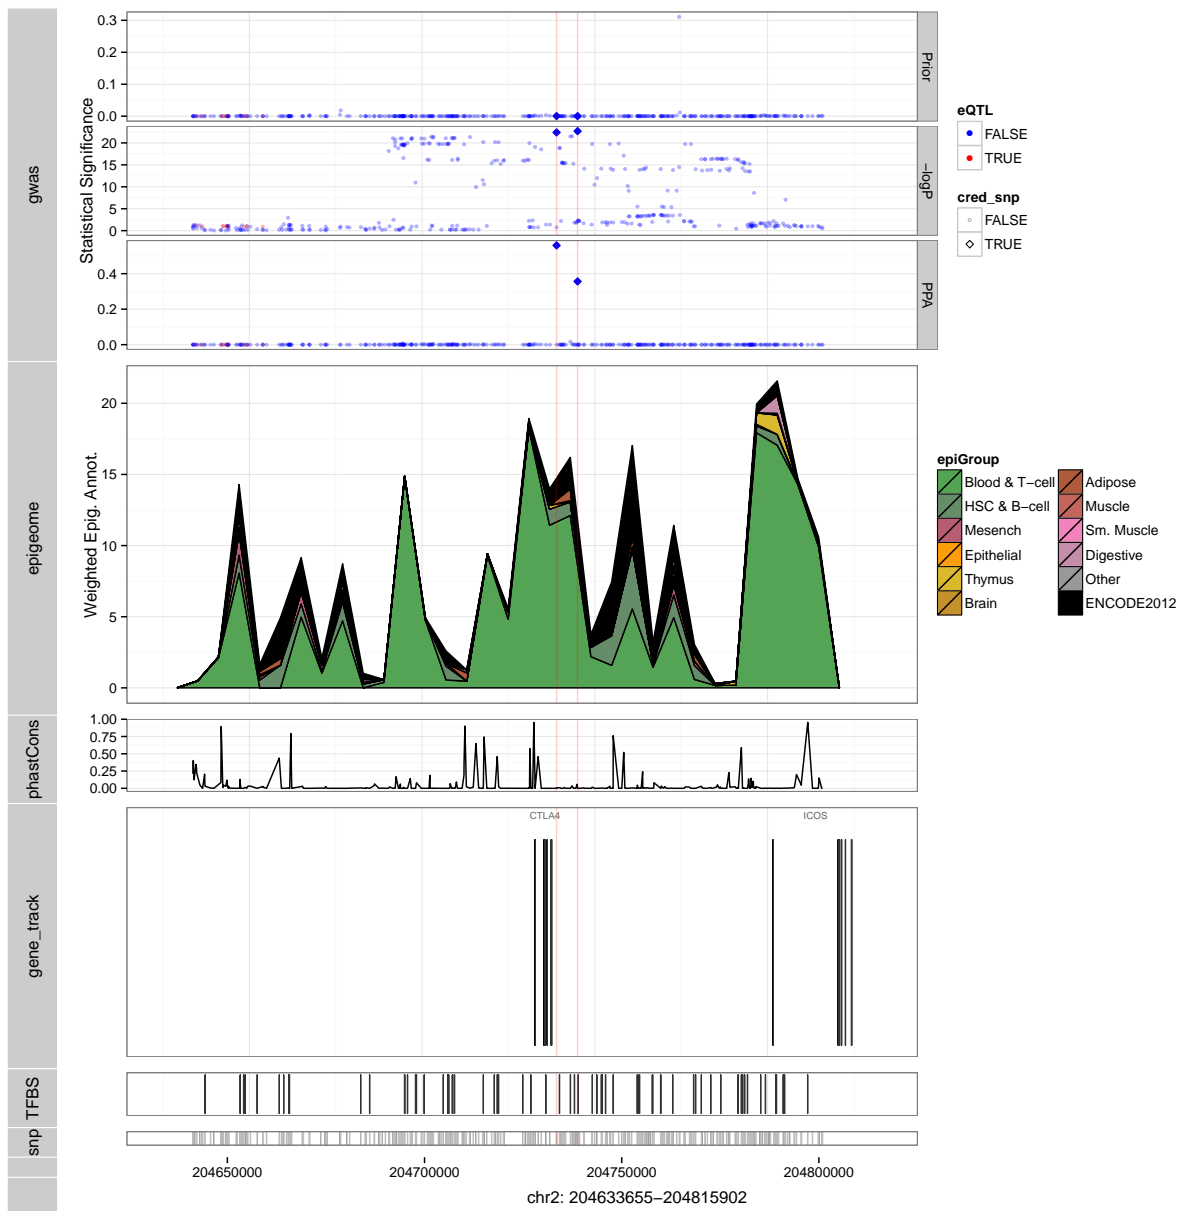 gwas
Statistical Significance
0.3
0.2
0.1
0.0
Prior
20
15
10
5
0
−logP
0.4
0.2
0.0
PPA
eQTL
FALSE
TRUE
cred_snp
FALSE
TRUE
epigeome
Weighted Epig. Annot.
20
15
10
5
0
epiGroup
Blood & T−cell
HSC & B−cell
Mesench
Epithelial
Thymus
Brain
Adipose
Muscle
Sm. Muscle
Digestive
Other
ENCODE2012
phastCons
1.00
0.75
0.50
0.25
0.00
gene_track
CTLA4
ICOS
TFBS
snp
204650000
204700000
204750000
204800000
chr2: 204633655−204815902